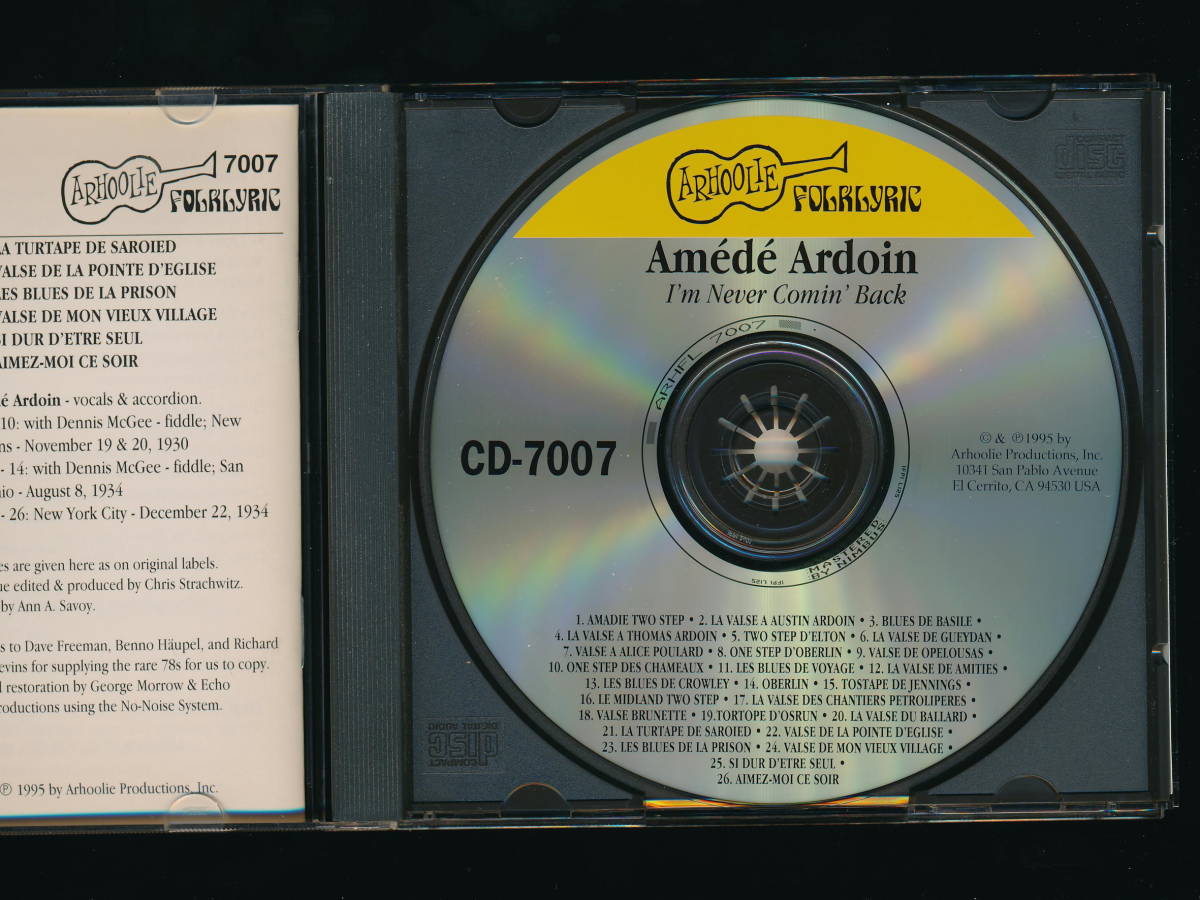 ARHOOLIE
7007
FOLKLYRIC
LA TURTAPE DE SAROIED
VALSE DE LA POINTE D'EGLISE
LES BLUES DE LA PRISON
VALSE DE MON VIEUX VILLAGE
SI DUR D'ETRE SEUL
AIMEZ-MOI CE SOIR
Ardoin - vocals & accordion.
10: with Dennis McGee - fiddle; New
- November 19 & 20, 1930
- 14: with Dennis McGee - fiddle; San
- August 8, 1934
- 26: New York City - December 22, 1934
are given here as on original labels.
edited & produced by Chris Strachwitz.
by Ann A. Savoy.
to Dave Freeman, Benno Häupel, and Richard
for supplying the rare 78s for us to copy.
restoration by George Morrow & Echo
using the No-Noise System.
℗ 1995 by Arhoolie Productions, Inc.
COMPACT
disc
DIGITAL AUDIO
ARHOOLIE
FOLKLYRIC
Amédé Ardoin
I'm Never Comin' Back
ARHFL 7007
CD-7007
© & ℗ 1995 by
Arhoolie Productions, Inc.
10341 San Pablo Avenue
El Cerrito, CA 94530 USA
IFPI L125
MASTERED
BY NIMBUS
IFPI L125
1. AMADIE TWO STEP • 2. LA VALSE A AUSTIN ARDOIN • 3. BLUES DE BASILE •
4. LA VALSE A THOMAS ARDOIN • 5. TWO STEP D'ELTON • 6. LA VALSE DE GUEYDAN •
7. VALSE A ALICE POULARD • 8. ONE STEP D'OBERLIN • 9. VALSE DE OPELOUSAS •
10. ONE STEP DES CHAMEAUX • 11. LES BLUES DE VOYAGE • 12. LA VALSE DE AMITIES •
13. LES BLUES DE CROWLEY • 14. OBERLIN • 15. TOSTAPE DE JENNINGS •
16. LE MIDLAND TWO STEP • 17. LA VALSE DES CHANTIERS PETROLIPERES •
18. VALSE BRUNETTE • 19.TORTOPE D'OSRUN • 20. LA VALSE DU BALLARD •
21. LA TURTAPE DE SAROIED • 22. VALSE DE LA POINTE D'EGLISE •
23. LES BLUES DE LA PRISON • 24. VALSE DE MON VIEUX VILLAGE •
25. SI DUR D'ETRE SEUL •
26. AIMEZ-MOI CE SOIR
COMPACT
disc
DIGITAL AUDIO